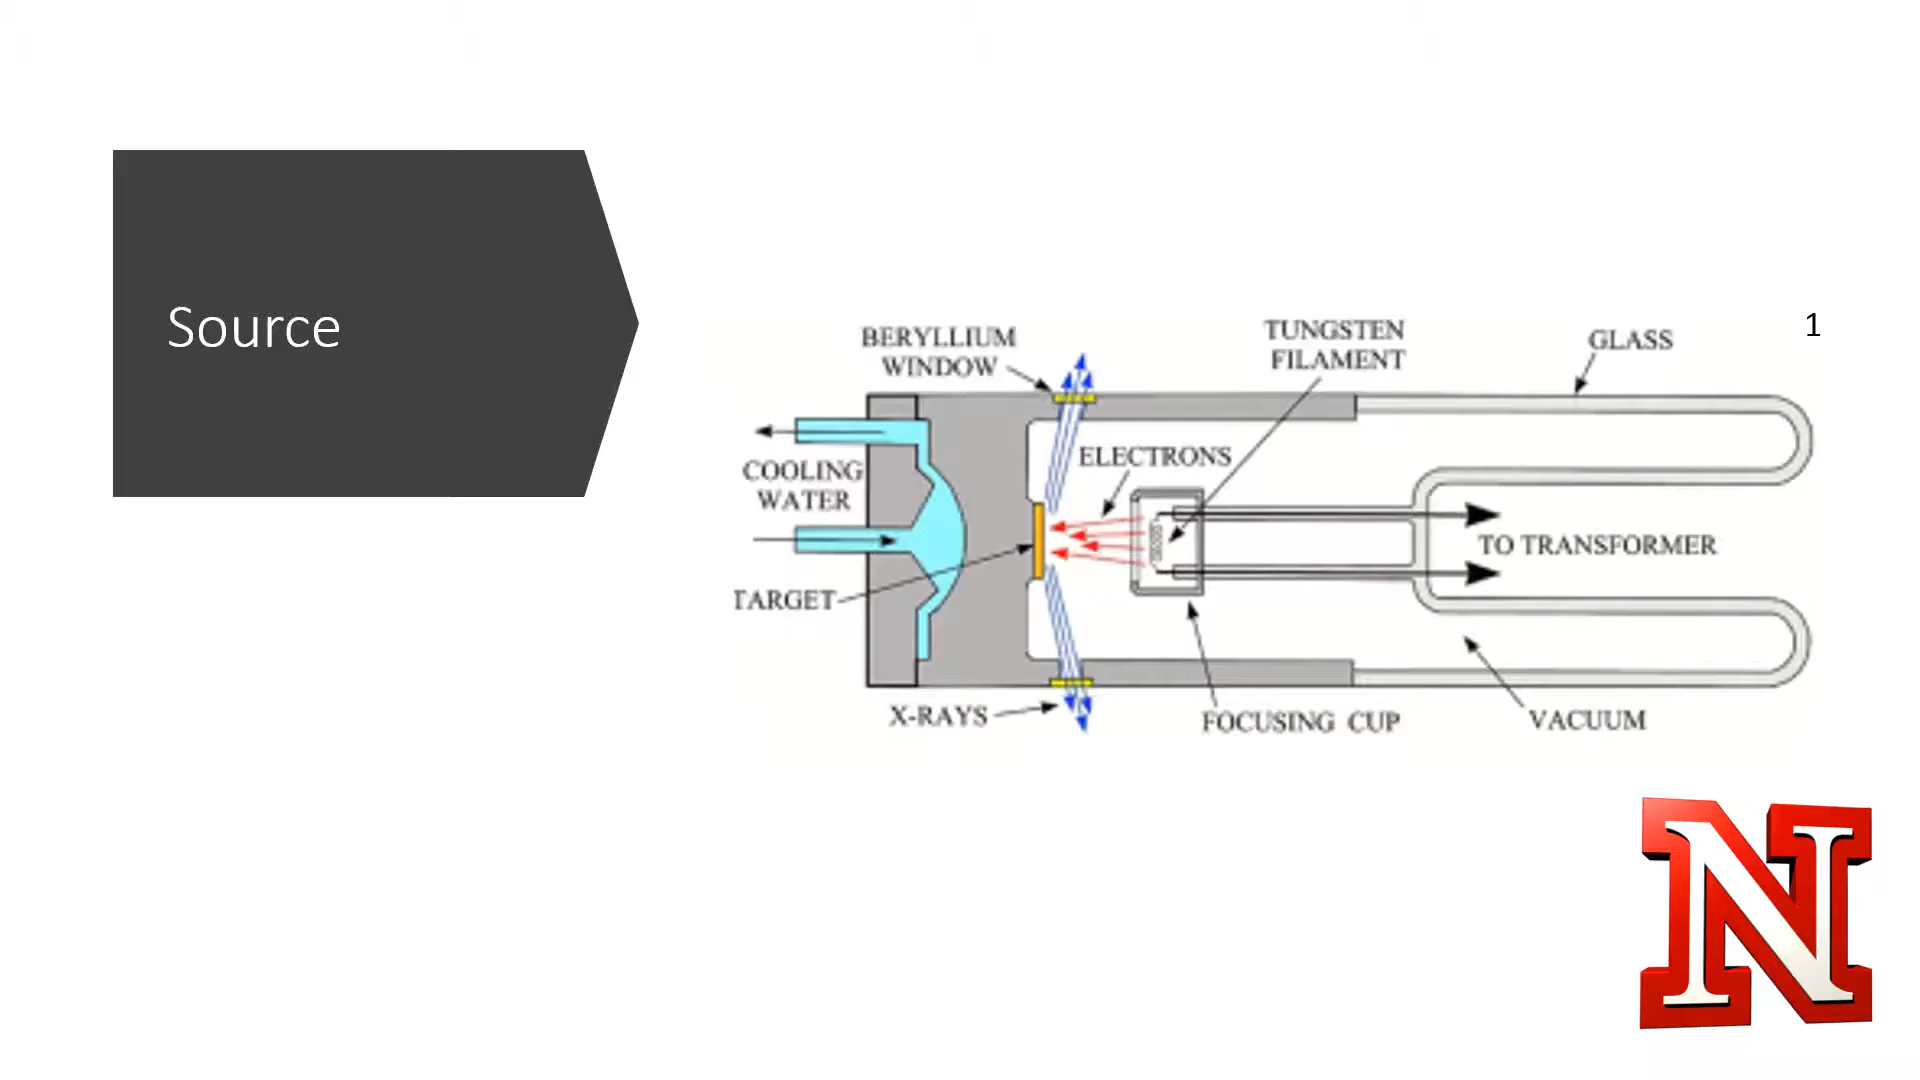 Source
BERYLLIUM
WINDOW
TUNGSTEN
FILAMENT
GLASS
1
ELECTRONS
COOLING
WATER
TO TRANSFORMER
TARGET
X-RAYS
FOCUSING CUP
VACUUM
N